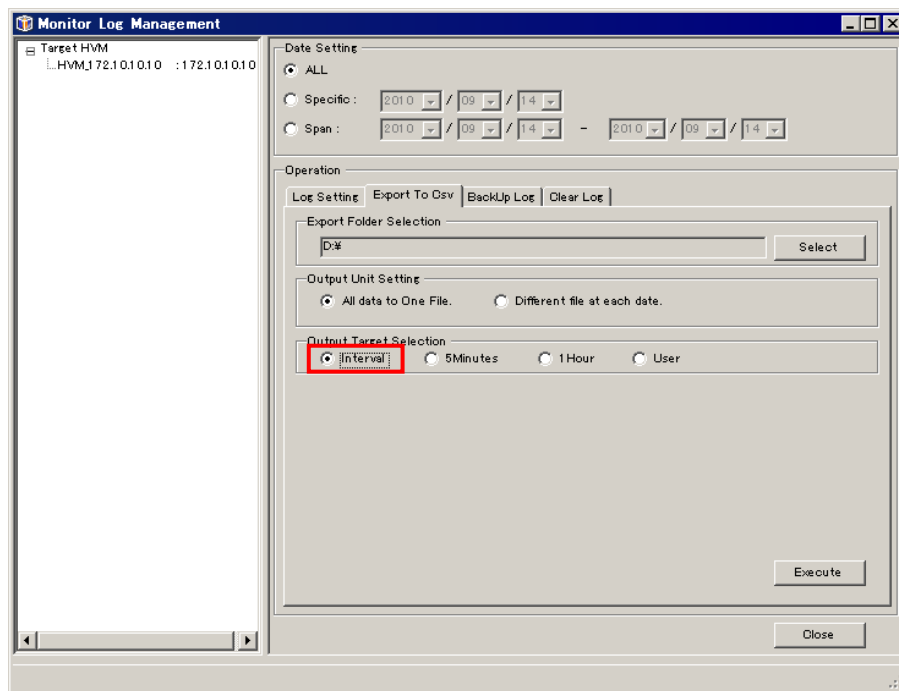 Monitor Log Management
Target HVM
HVM_172.10.10.10 :172.10.10.10
Date Setting
ALL
Specific : 2010 / 09 / 14
Span : 2010 / 09 / 14 - 2010 / 09 / 14
Operation
Log Setting Export To Csv BackUp Log Clear Log
Export Folder Selection
D:¥ Select
Output Unit Setting
All data to One File. Different file at each date.
Output Target Selection
Interval 5Minutes 1Hour User
Execute
Close